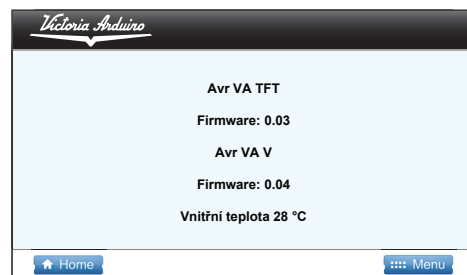 Victoria Arduino
Avr VA TFT
Firmware: 0.03
Avr VA V
Firmware: 0.04
Vnitřní teplota 28 °C
Home
Menu